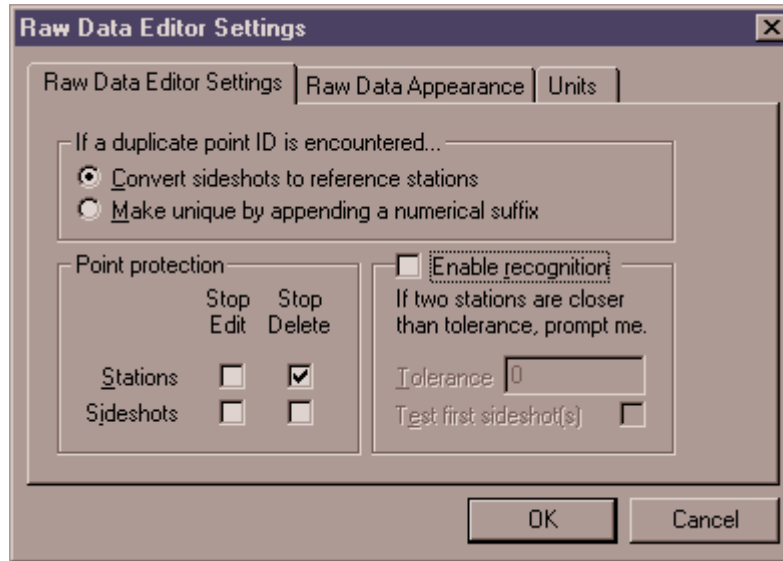 Raw Data Editor Settings
Raw Data Editor Settings Raw Data Appearance Units
If a duplicate point ID is encountered...
Convert sideshots to reference stations
Make unique by appending a numerical suffix
Point protection
Stop Stop
Edit Delete
Stations
Sideshots
Enable recognition
If two stations are closer
than tolerance, prompt me.
Tolerance 0
Test first sideshot(s)
OK Cancel